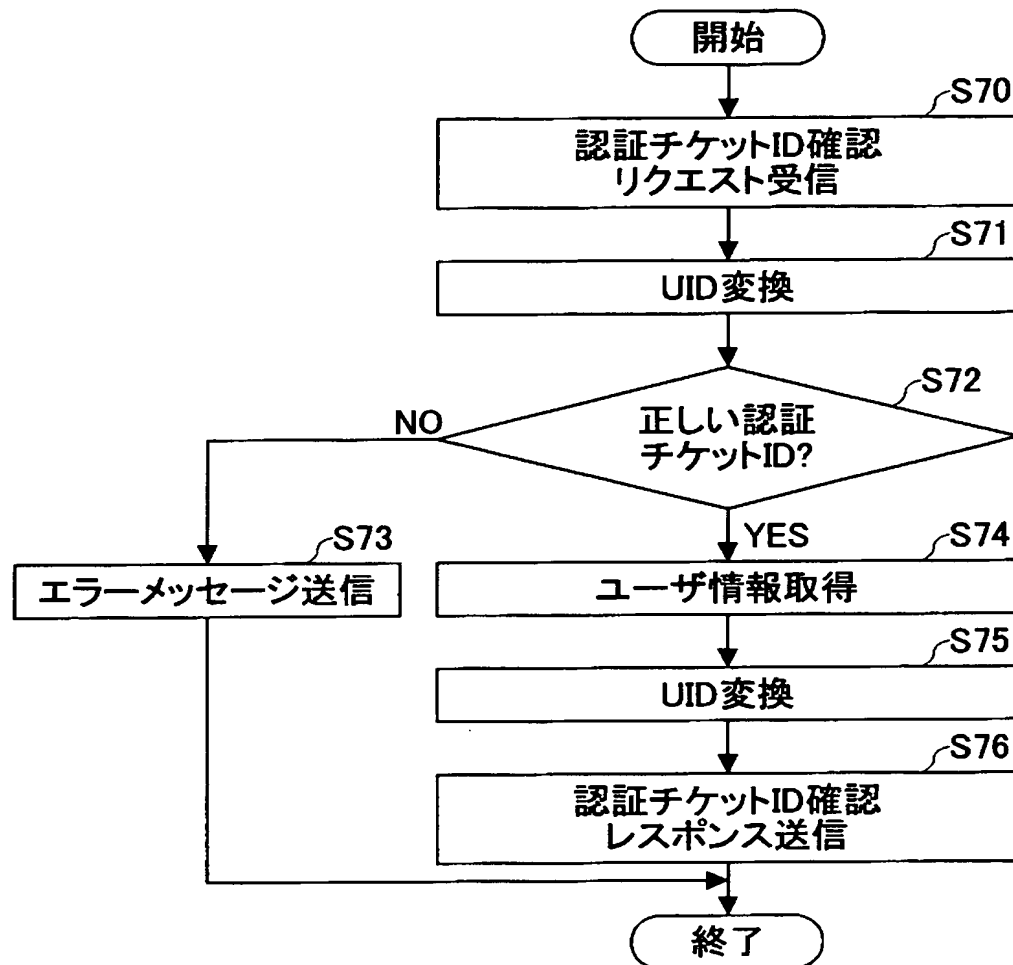 開始
S70
認証チケットID確認
リクエスト受信
S71
UID変換
S72
正しい認証
チケットID?
NO
YES
S73
エラーメッセージ送信
S74
ユーザ情報取得
S75
UID変換
S76
認証チケットID確認
レスポンス送信
終了